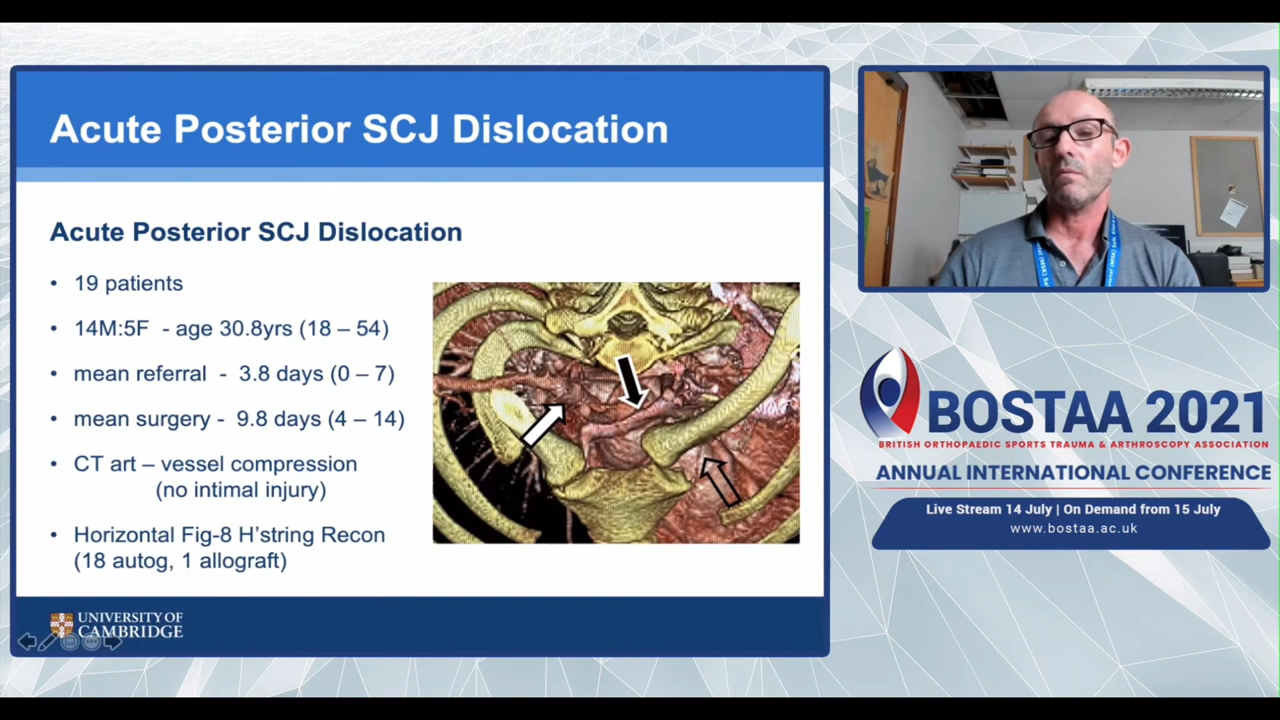 Acute Posterior SCJ Dislocation
Acute Posterior SCJ Dislocation
• 19 patients
• 14M:5F - age 30.8yrs (18 – 54)
• mean referral - 3.8 days (0 – 7)
• mean surgery - 9.8 days (4 – 14)
• CT art – vessel compression
(no intimal injury)
• Horizontal Fig-8 H'string Recon
(18 autog, 1 allograft)
UNIVERSITY OF
CAMBRIDGE
BOSTAA 2021
BRITISH ORTHOPAEDIC SPORTS TRAUMA & ARTHROSCOPY ASSOCIATION
ANNUAL INTERNATIONAL CONFERENCE
Live Stream 14 July | On Demand from 15 July
www.bostaa.ac.uk